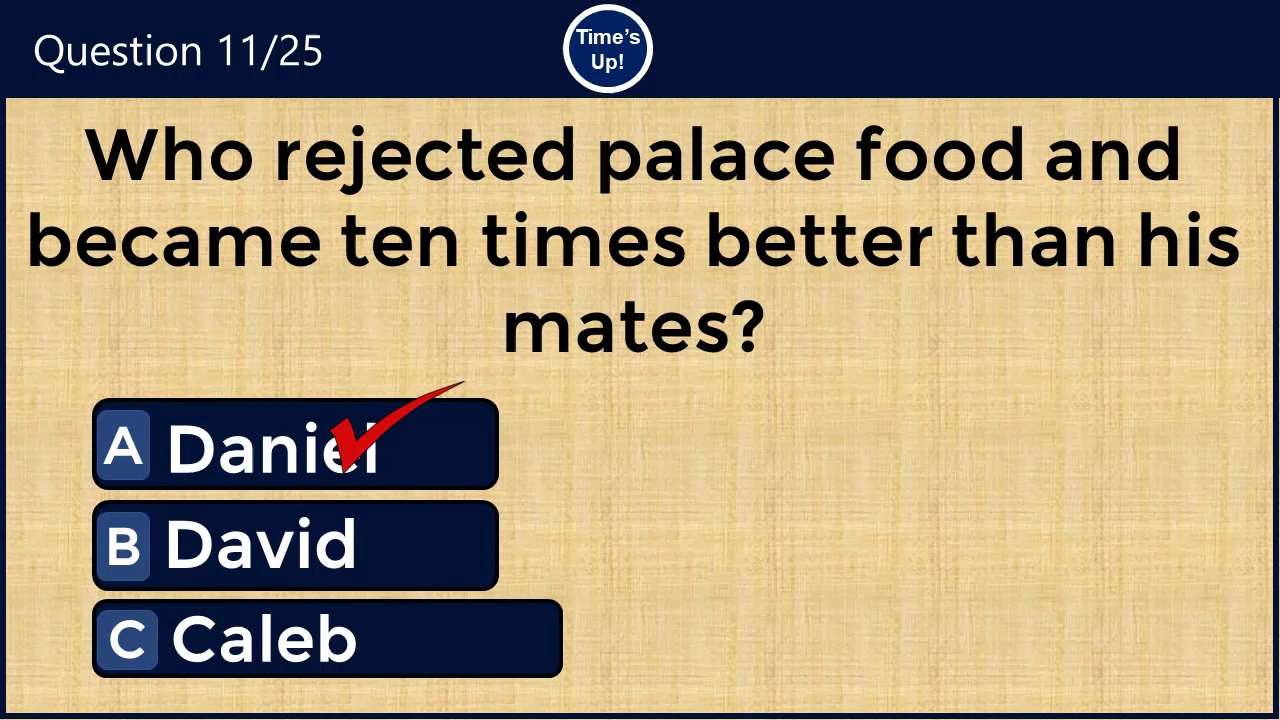 Question 11/25
Time's
Up!
Who rejected palace food and
became ten times better than his
mates?
A Daniel
B David
C Caleb